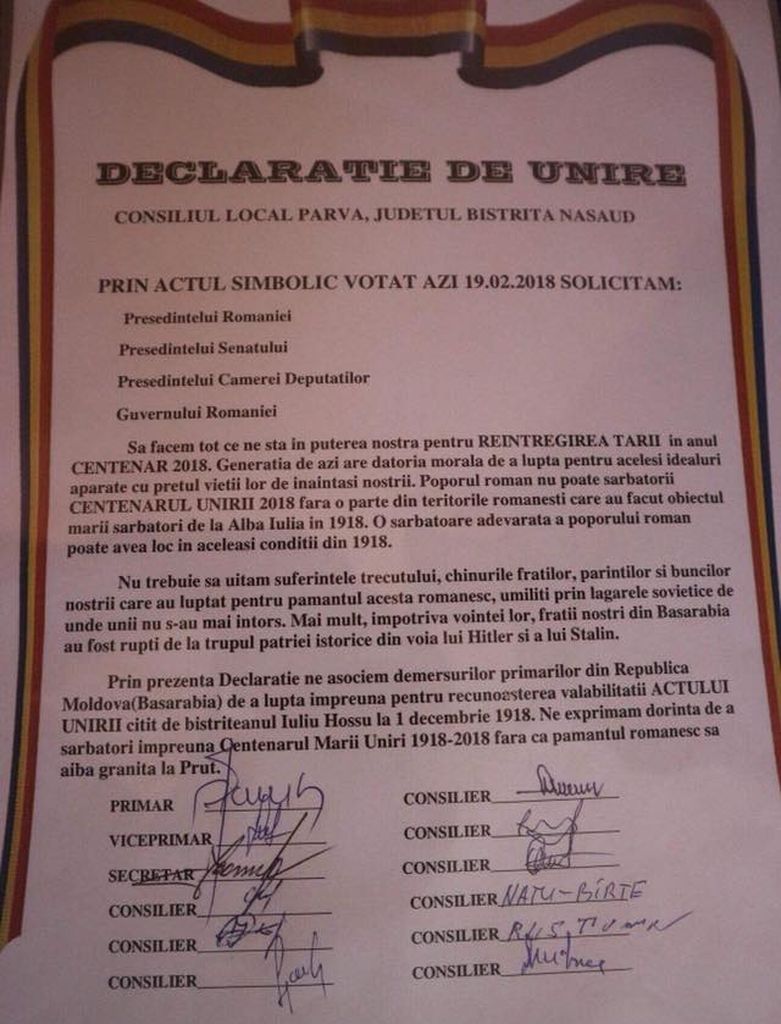 DECLARATIE DE UNIRE
CONSILIUL LOCAL PARVA, JUDETUL BISTRITA NASAUD
PRIN ACTUL SIMBOLIC VOTAT AZI 19.02.2018 SOLICITAM:
Presedintelui Romaniei
Presedintelui Senatului
Presedintelui Camerei Deputatilor
Guvernului Romaniei
Sa facem tot ce ne sta in puterea nostra pentru REINTREGIREA TARII in anul
CENTENAR 2018. Generatia de azi are datoria morala de a lupta pentru acelesi idealuri
aparate cu pretul vietii lor de inaintasi nostrii. Poporul roman nu poate sarbatorii
CENTENARUL UNIRII 2018 fara o parte din teritorile romanesti care au facut obiectul
marii sarbatori de la Alba Iulia in 1918. O sarbatoare adevarata a poporului roman
poate avea loc in aceleasi conditii din 1918.
Nu trebuie sa uitam suferintele trecutului, chinurile fratilor, parintilor si buncilor
nostrii care au luptat pentru pamantul acesta romanesc, umiliti prin lagarele sovietice de
unde unii nu s-au mai intors. Mai mult, impotriva vointei lor, fratii nostri din Basarabia
au fost rupti de la trupul patriei istorice din voia lui Hitler si a lui Stalin.
Prin prezenta Declaratie ne asociem demersurilor primarilor din Republica
Moldova(Basarabia) de a lupta impreuna pentru recunoasterea valabilitatii ACTULUI
UNIRII citit de bistriteanul Iuliu Hossu la 1 decembrie 1918. Ne exprimam dorinta de a
sarbatori impreuna Centenarul Marii Uniri 1918-2018 fara ca pamantul romanesc sa
aiba granita la Prut.
PRIMAR
VICEPRIMAR
SECRETAR
CONSILIER
CONSILIER
CONSILIER
CONSILIER
CONSILIER
CONSILIER
CONSILIER NATU-BIRTE
CONSILIER
CONSILIER